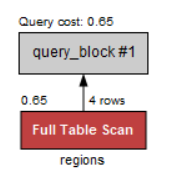 Query cost: 0.65
query_block #1
0.65 4 rows
Full Table Scan
regions